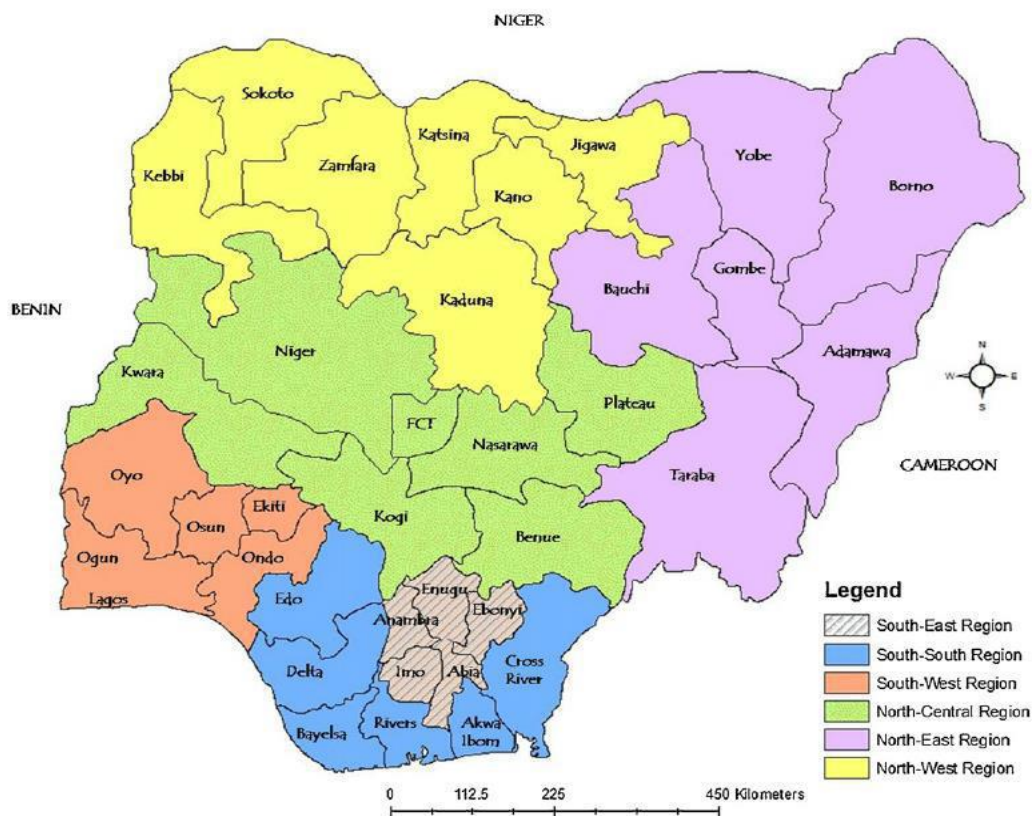 NIGER
Sokoto
Katsina
Jigawa
Kebbi
Zamfara
Kano
Yobe
Borno
Gombe
Bauchi
Kaduna
BENIN
Niger
Adamawa
Kwara
Plateau
FCT
Nasarawa
N
W E
S
CAMEROON
Oyo
Taraba
Ekiti
Osun
Kogi
Benue
Ogun
Ondo
Lagos
Edo
Enugu
Anambra
Ebonyi
Delta
Imo
Abia
Cross
River
Bayelsa
Rivers
Akwa
Ibom
Legend
South-East Region
South-South Region
South-West Region
North-Central Region
North-East Region
North-West Region
0 112.5 225 450 Kilometers